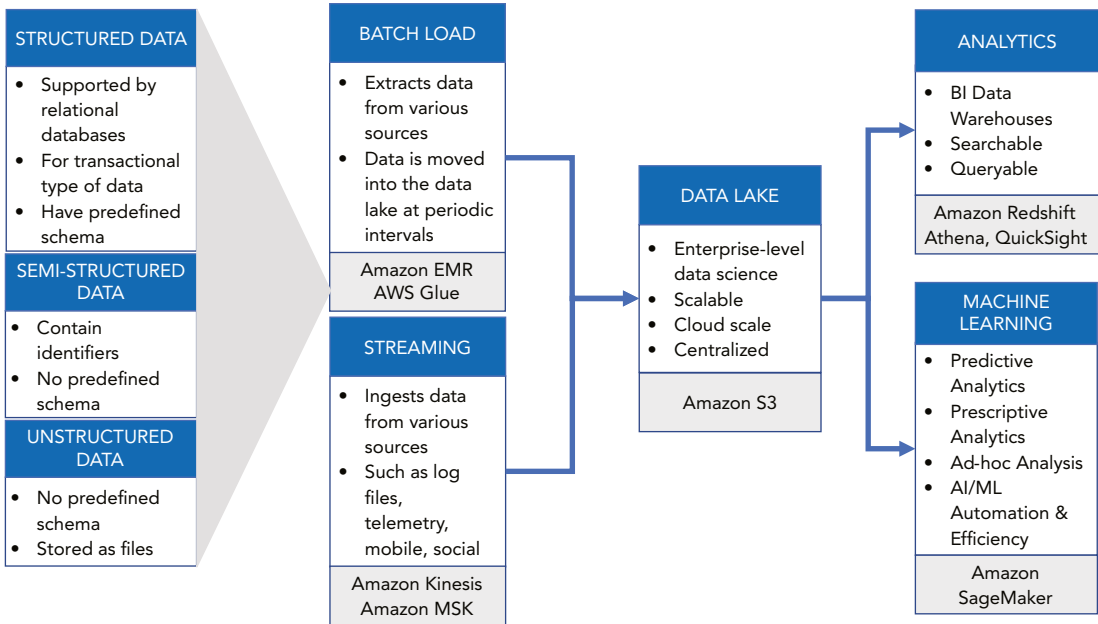 STRUCTURED DATA
• Supported by
relational
databases
• For transactional
type of data
• Have predefined
schema
SEMI-STRUCTURED
DATA
• Contain
identifiers
• No predefined
schema
UNSTRUCTURED
DATA
• No predefined
schema
• Stored as files
BATCH LOAD
• Extracts data
from various
sources
• Data is moved
into the data
lake at periodic
intervals
Amazon EMR
AWS Glue
STREAMING
• Ingests data
from various
sources
• Such as log
files,
telemetry,
mobile, social
Amazon Kinesis
Amazon MSK
DATA LAKE
• Enterprise-level
data science
• Scalable
• Cloud scale
• Centralized
Amazon S3
ANALYTICS
• BI Data
Warehouses
• Searchable
• Queryable
Amazon Redshift
Athena, QuickSight
MACHINE
LEARNING
• Predictive
Analytics
• Prescriptive
Analytics
• Ad-hoc Analysis
• AI/ML
Automation &
Efficiency
Amazon
SageMaker